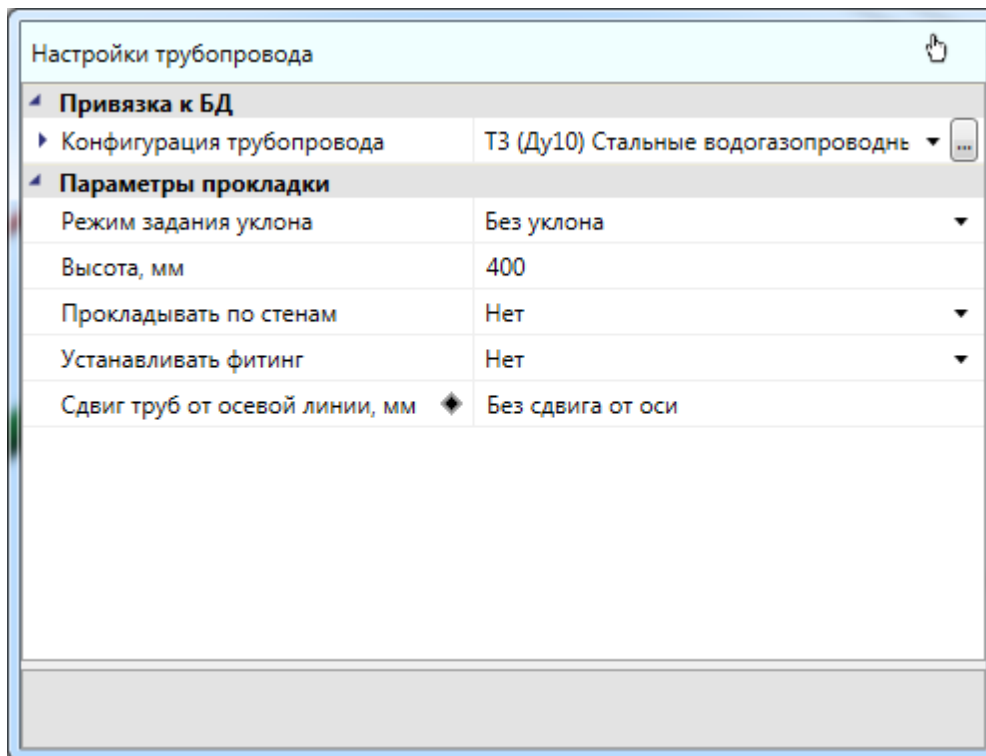 Настройки трубопровода
Привязка к БД
Конфигурация трубопровода Т3 (Ду10) Стальные водогазопроводнь ...
Параметры прокладки
Режим задания уклона Без уклона
Высота, мм 400
Прокладывать по стенам Нет
Устанавливать фитинг Нет
Сдвиг труб от осевой линии, мм Без сдвига от оси